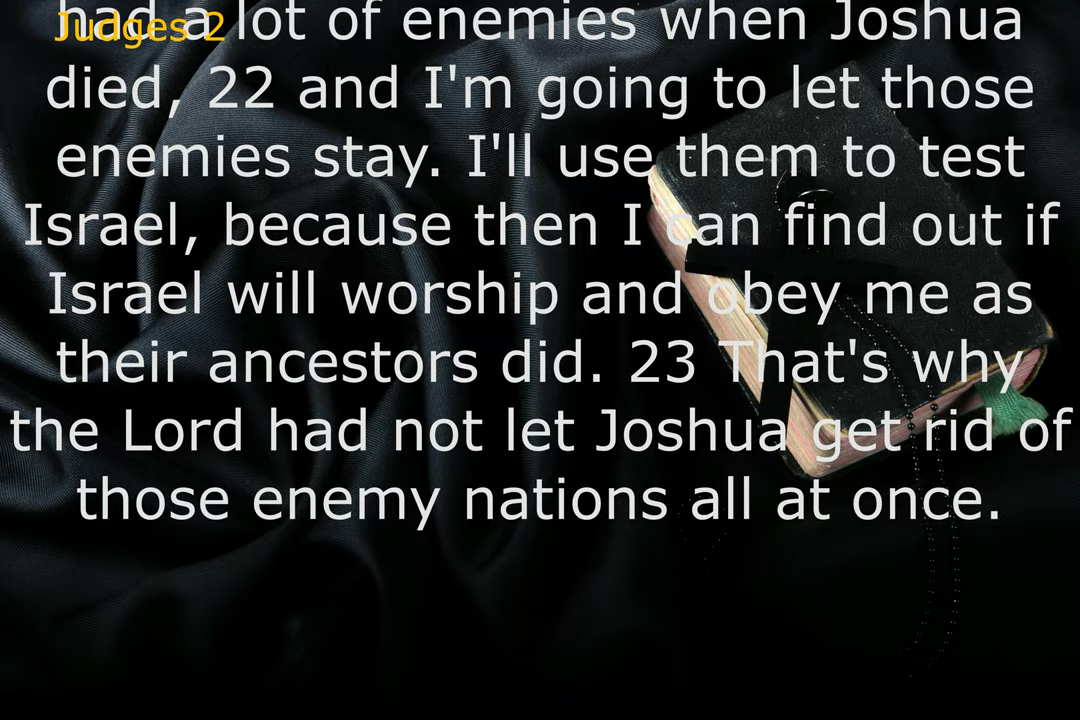 Judges 2
had a lot of enemies when Joshua
died, 22 and I'm going to let those
enemies stay. I'll use them to test
Israel, because then I can find out if
Israel will worship and obey me as
their ancestors did. 23 That's why
the Lord had not let Joshua get rid of
those enemy nations all at once.